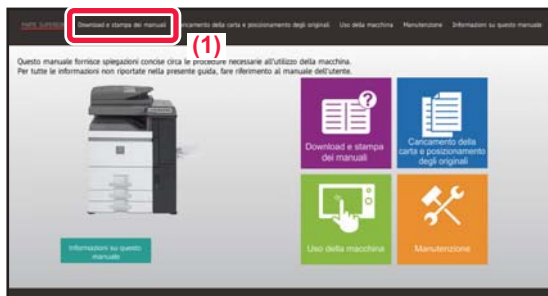 PARTE SUPERIORE Download e stampa dei manuali Caricamento della carta e posizionamento degli originali Uso della macchina Manutenzione Informazioni su questo manuale
(1)
Questo manuale fornisce spiegazioni concise circa le procedure necessarie all'utilizzo della macchina.
Per tutte le informazioni non riportate nella presente guida, fare riferimento al manuale dell'utente.
Download e stampa
dei manuali
Cancamento della
carta e posizionamento
degli originali
Informazioni su questo
manuale
Uso della macchina
Manutenzione